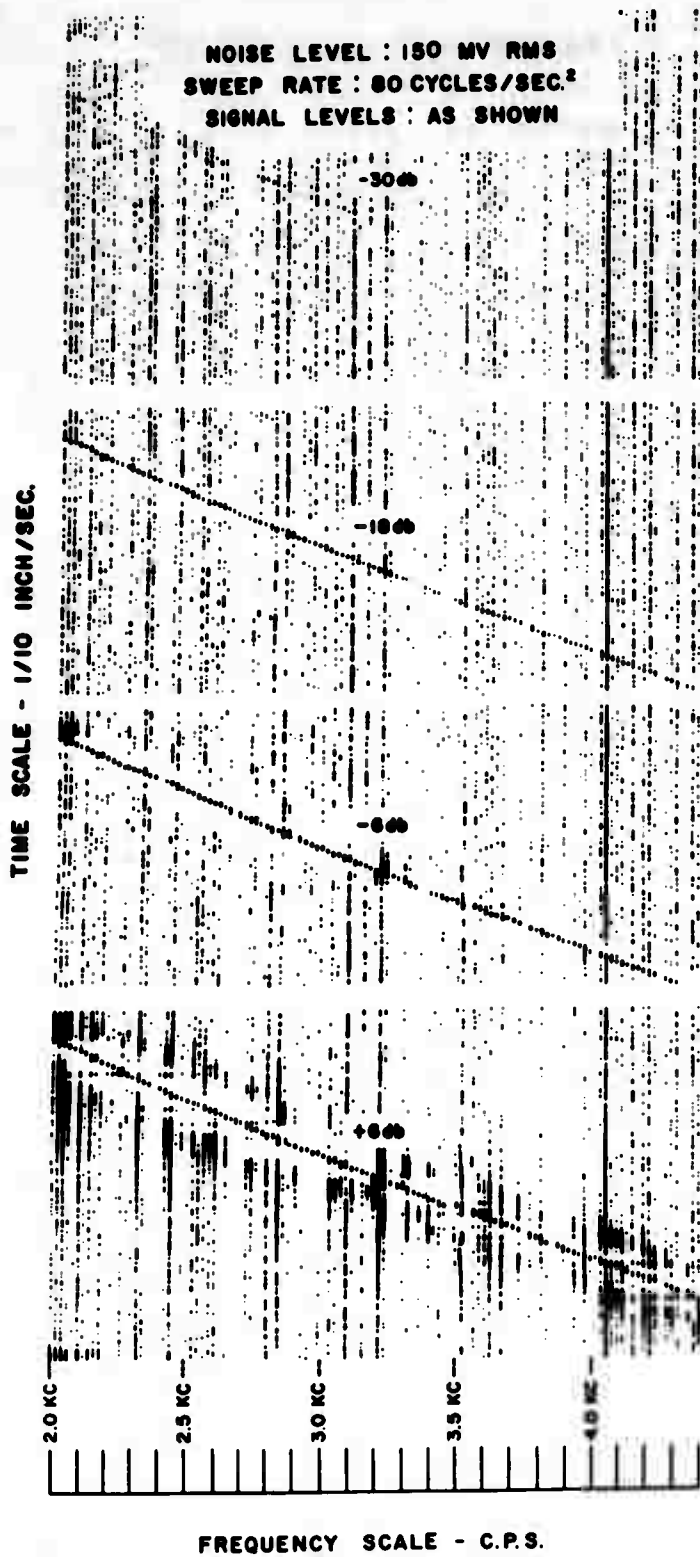 NOISE LEVEL : 150 MV RMS
SWEEP RATE : 80 CYCLES/SEC.²
SIGNAL LEVELS : AS SHOWN
-30db
-18db
-6db
+6db
TIME SCALE - 1/10 INCH/SEC.
2.0 KC
2.5 KC
3.0 KC
3.5 KC
4.0 KC
FREQUENCY SCALE - C.P.S.